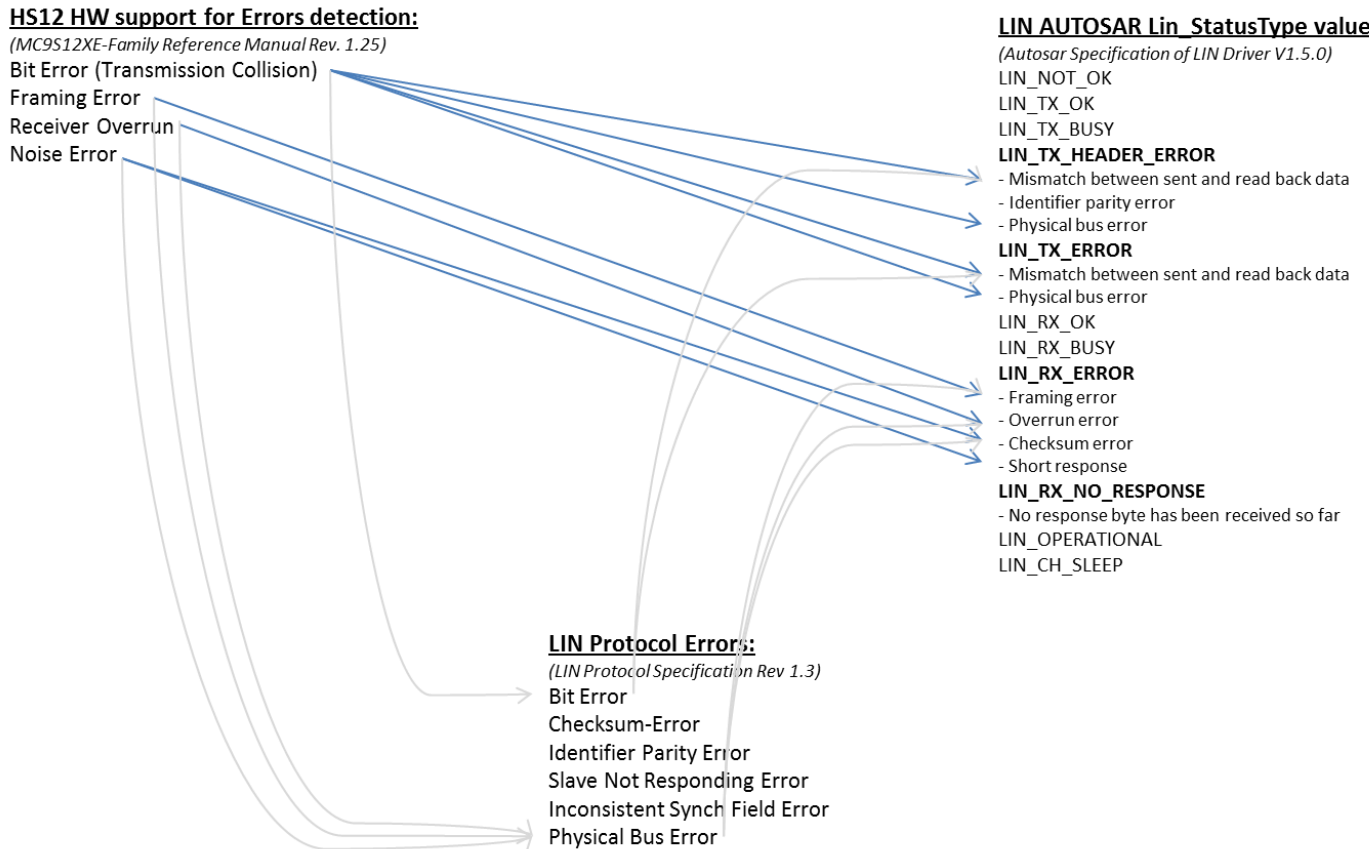 HS12 HW support for Errors detection:
(MC9S12XE-Family Reference Manual Rev. 1.25)
Bit Error (Transmission Collision)
Framing Error
Receiver Overrun
Noise Error
LIN AUTOSAR Lin_StatusType value
(Autosar Specification of LIN Driver V1.5.0)
LIN_NOT_OK
LIN_TX_OK
LIN_TX_BUSY
LIN_TX_HEADER_ERROR
- Mismatch between sent and read back data
- Identifier parity error
- Physical bus error
LIN_TX_ERROR
- Mismatch between sent and read back data
- Physical bus error
LIN_RX_OK
LIN_RX_BUSY
LIN_RX_ERROR
- Framing error
- Overrun error
- Checksum error
- Short response
LIN_RX_NO_RESPONSE
- No response byte has been received so far
LIN_OPERATIONAL
LIN_CH_SLEEP
LIN Protocol Errors:
(LIN Protocol Specification Rev 1.3)
Bit Error
Checksum-Error
Identifier Parity Error
Slave Not Responding Error
Inconsistent Synch Field Error
Physical Bus Error